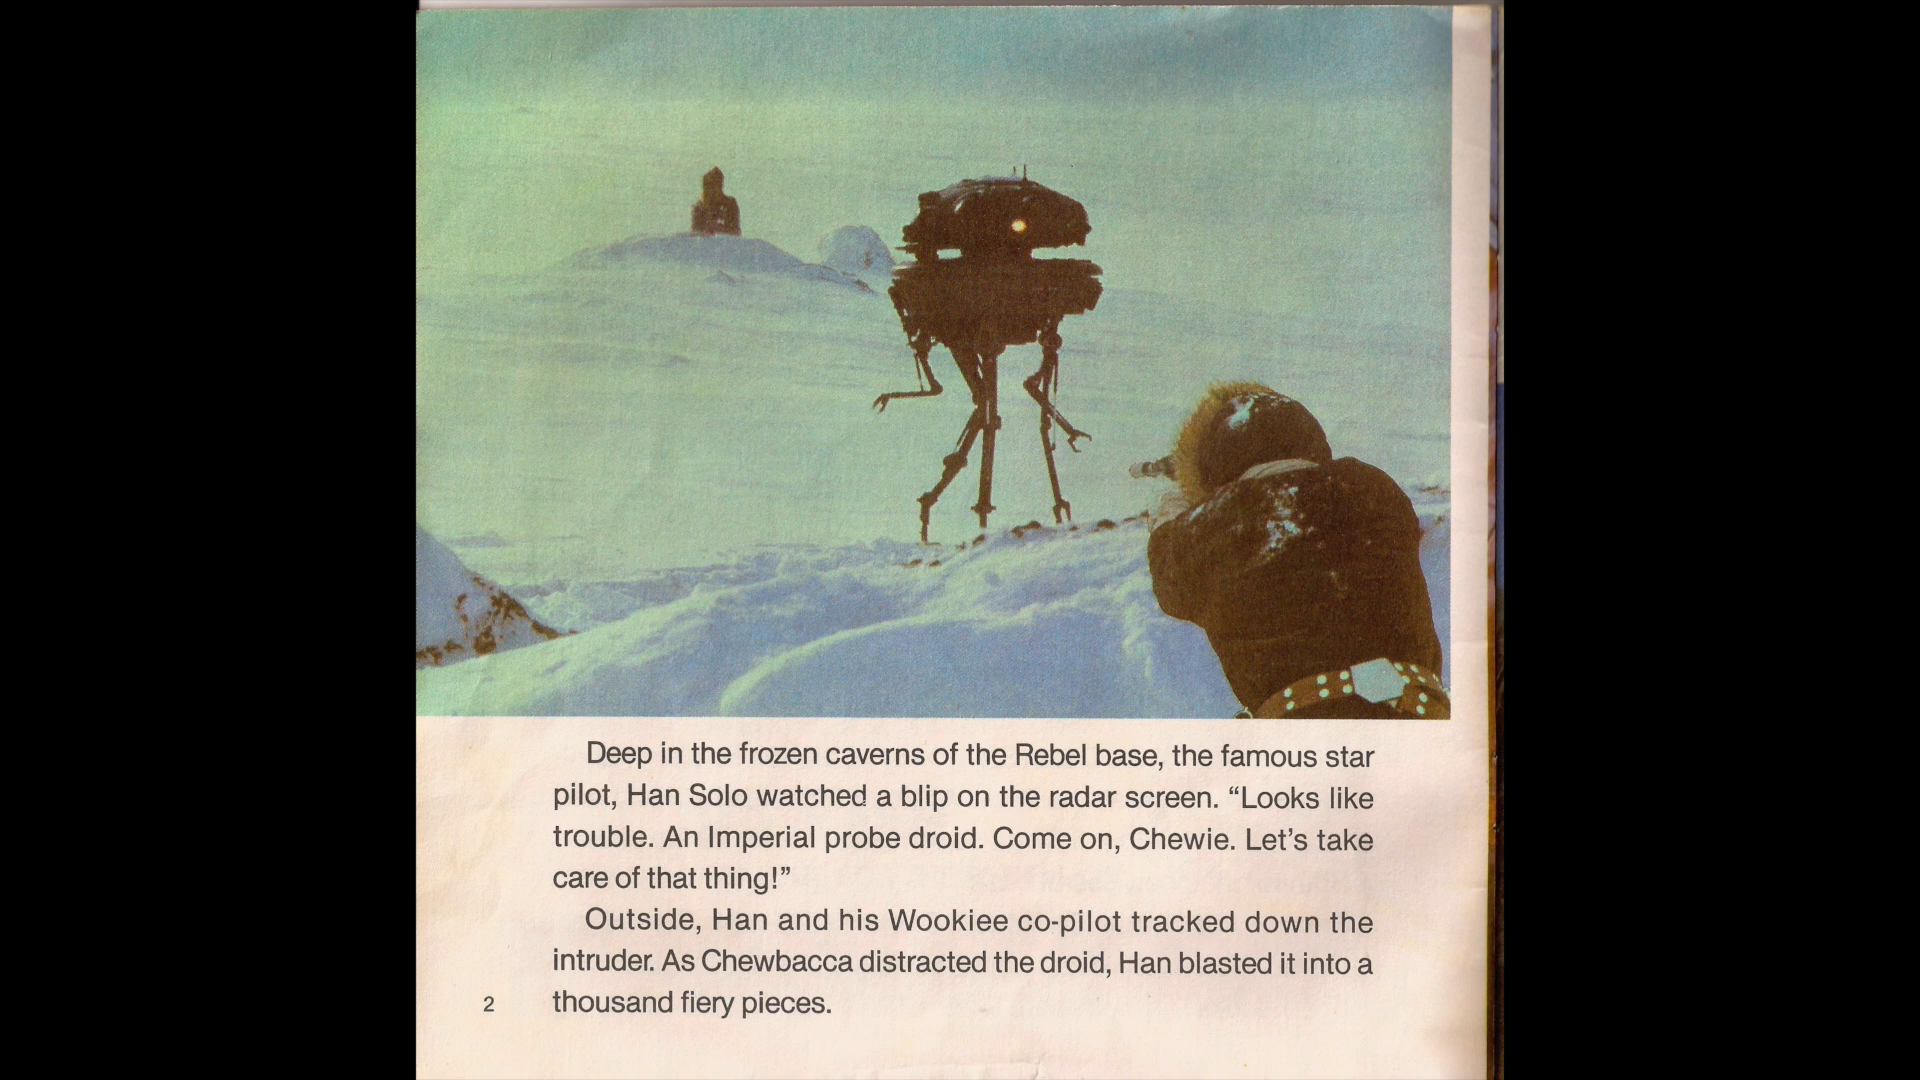 Deep in the frozen caverns of the Rebel base, the famous star
pilot, Han Solo watched a blip on the radar screen. “Looks like
trouble. An Imperial probe droid. Come on, Chewie. Let’s take
care of that thing!”
Outside, Han and his Wookiee co-pilot tracked down the
intruder. As Chewbacca distracted the droid, Han blasted it into a
thousand fiery pieces.
2